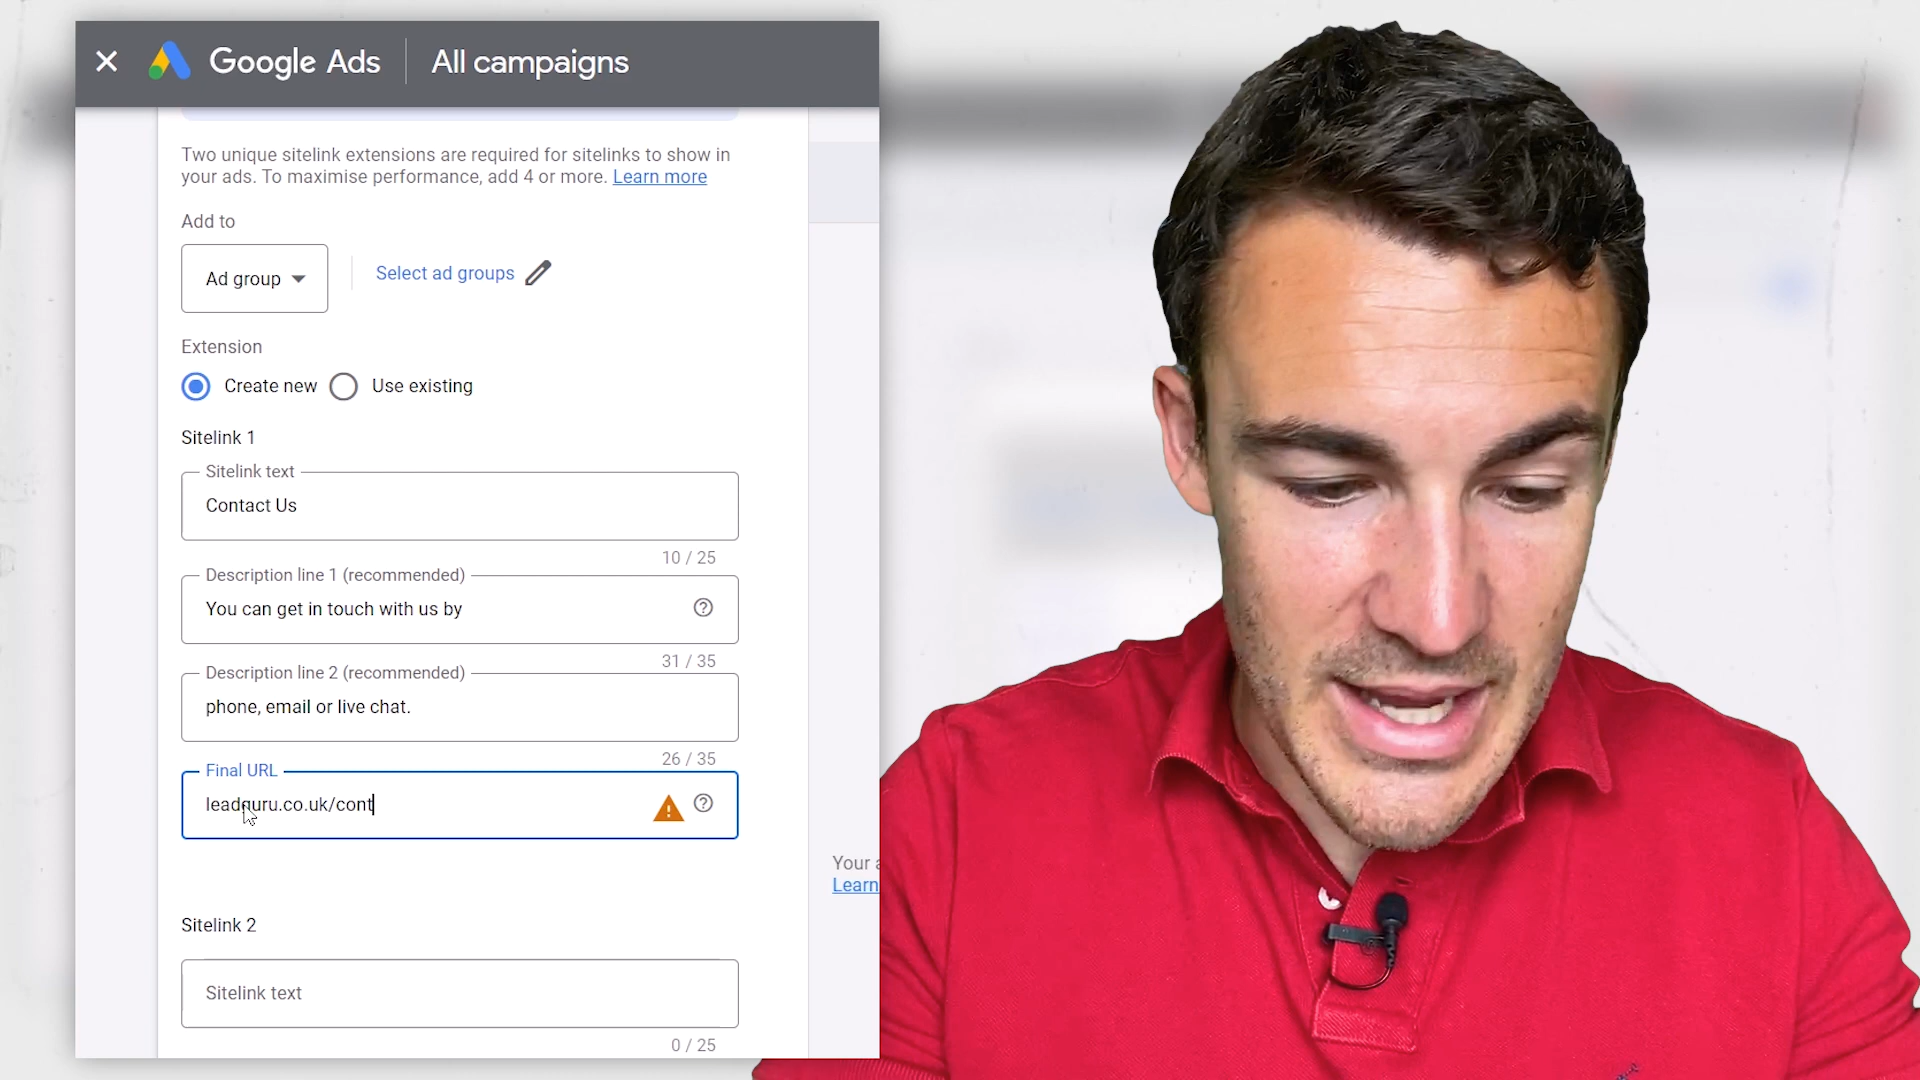 Google Ads
All campaigns
Two unique sitelink extensions are required for sitelinks to show in
your ads. To maximise performance, add 4 or more. Learn more
Add to
Ad group
Select ad groups
Extension
Create new
Use existing
Sitelink 1
Sitelink text
Contact Us
10 / 25
Description line 1 (recommended)
You can get in touch with us by
31 / 35
Description line 2 (recommended)
phone, email or live chat.
26 / 35
Final URL
leadguru.co.uk/cont
Your a
Learn
Sitelink 2
Sitelink text
0 / 25